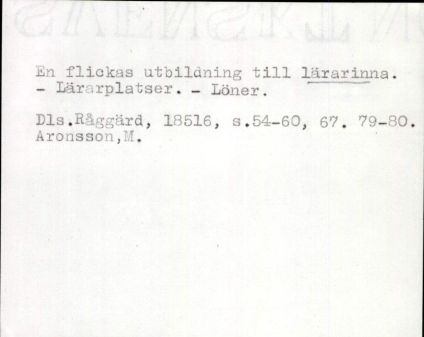 En flickas utbildning till lärarinna.
- Lärarplatser. - Löner.
Dls.Råggärd, 18516, s.54-60, 67. 79-80.
Aronsson,M.